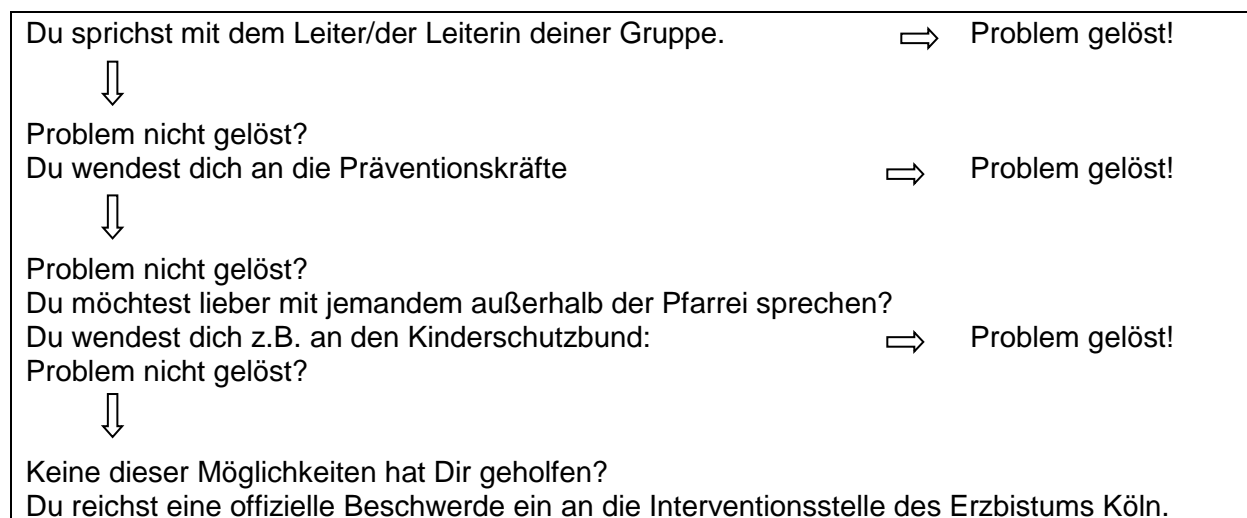 Du sprichst mit dem Leiter/der Leiterin deiner Gruppe. ⇨ Problem gelöst!
⇩
Problem nicht gelöst?
Du wendest dich an die Präventionskräfte ⇨ Problem gelöst!
⇩
Problem nicht gelöst?
Du möchtest lieber mit jemandem außerhalb der Pfarrei sprechen?
Du wendest dich z.B. an den Kinderschutzbund: ⇨ Problem gelöst!
Problem nicht gelöst?
⇩
Keine dieser Möglichkeiten hat Dir geholfen?
Du reichst eine offizielle Beschwerde ein an die Interventionsstelle des Erzbistums Köln.